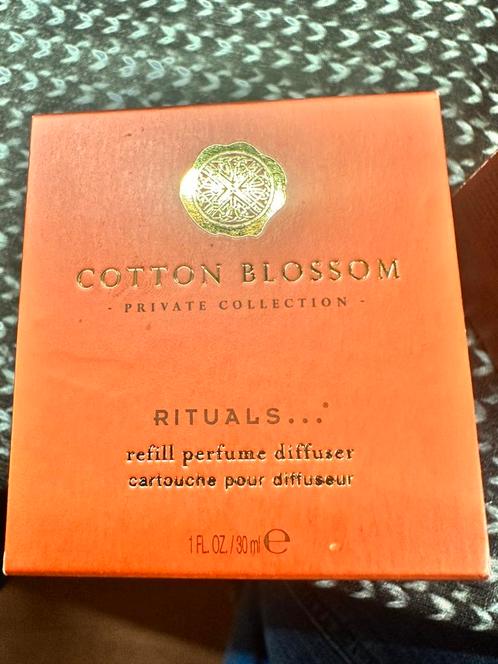 COTTON BLOSSOM
- PRIVATE COLLECTION -
RITUALS...®
refill perfume diffuser
cartouche pour diffuseur
1 FL. OZ. / 30 ml ℮